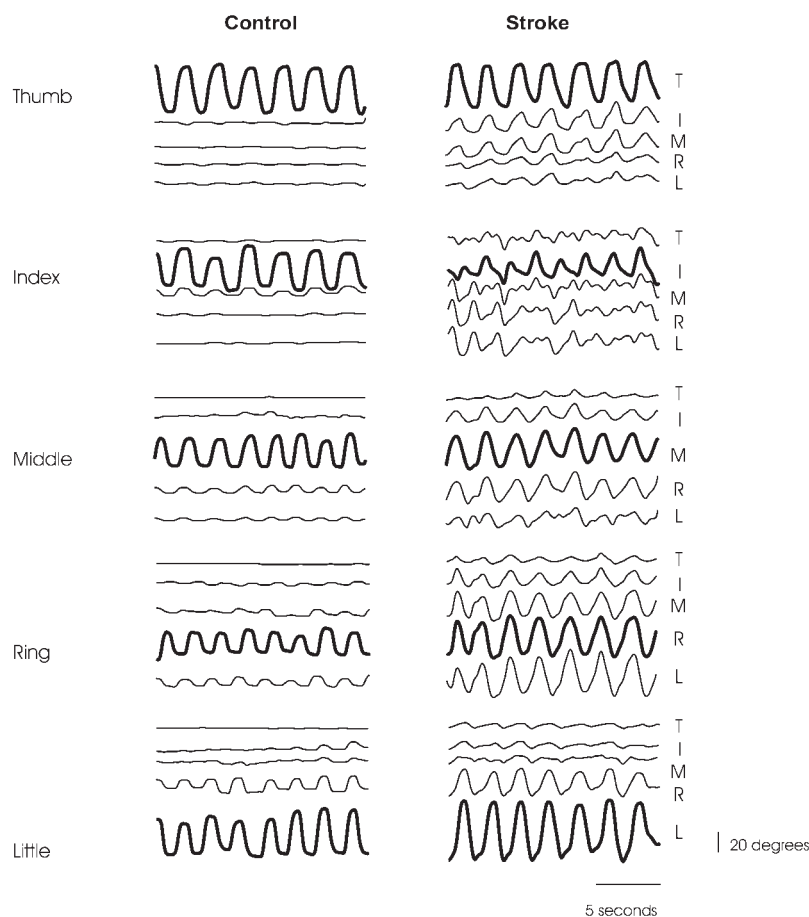 Control Stroke
Thumb
T
I
M
R
L
Index
T
I
M
R
L
Middle
T
I
M
R
L
Ring
T
I
M
R
L
Little
T
I
M
R
L
20 degrees
5 seconds